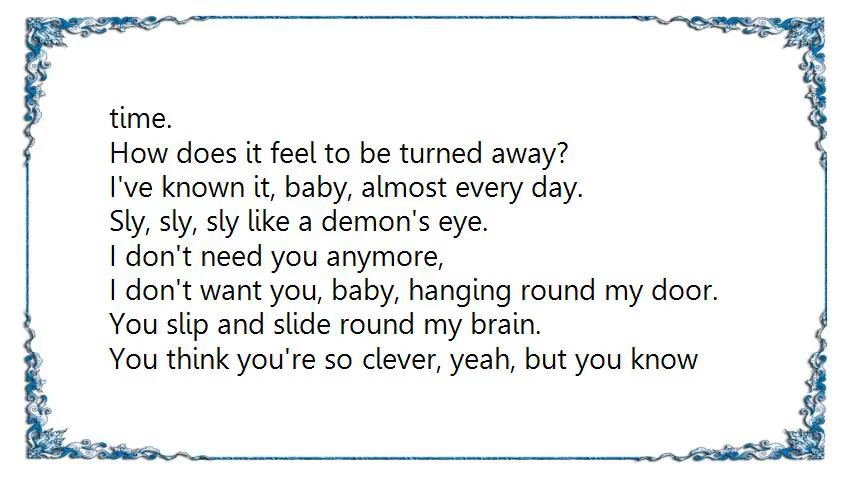 time.
How does it feel to be turned away?
I've known it, baby, almost every day.
Sly, sly, sly like a demon's eye.
I don't need you anymore,
I don't want you, baby, hanging round my door.
You slip and slide round my brain.
You think you're so clever, yeah, but you know